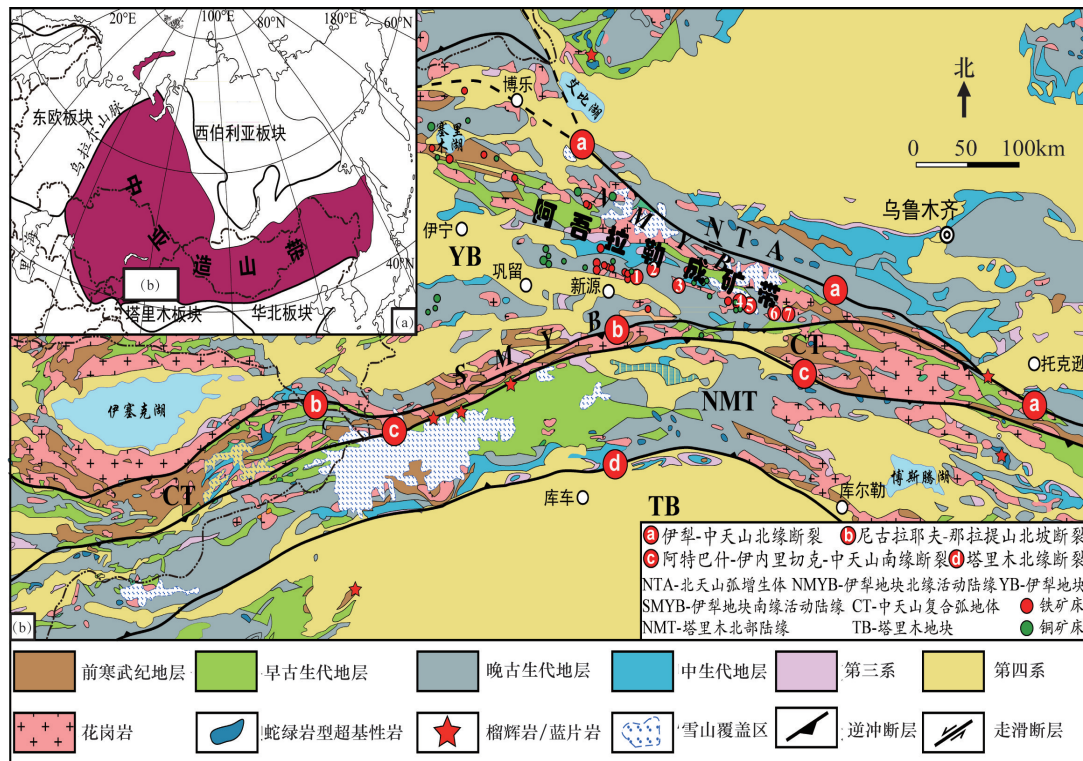 20°E
60°E
100°E
80°N
180°E
60°N
(a)
东欧板块
乌拉尔山脉
西伯利亚板块
中亚造山带
里海
40°N
(b)
塔里木板块
华北板块
(a)
北
0 50 100km
博乐
艾比湖
赛里木湖
a
乌鲁木齐
阿吾拉勒成矿带
NTA
伊宁
YB
巩留
新源
1
2
3
4
5
6
7
a
SMYB
b
CT
c
托克逊
伊塞克湖
b
c
NMT
a
CT
d
博斯腾湖
库车
TB
库尔勒
a 伊犁-中天山北缘断裂 b 尼古拉耶夫-那拉提山北坡断裂
c 阿特巴什-伊内里切克-中天山南缘断裂 d 塔里木北缘断裂
NTA-北天山弧增生体 NMYB-伊犁地块北缘活动陆缘 YB-伊犁地块
SMYB-伊犁地块南缘活动陆缘 CT-中天山复合弧地体 铁矿床
NMT-塔里木北部陆缘 TB-塔里木地块 铜矿床
(b)
前寒武纪地层 早古生代地层 晚古生代地层 中生代地层 第三系 第四系
花岗岩 蛇绿岩型超基性岩 榴辉岩/蓝片岩 雪山覆盖区 逆冲断层 走滑断层